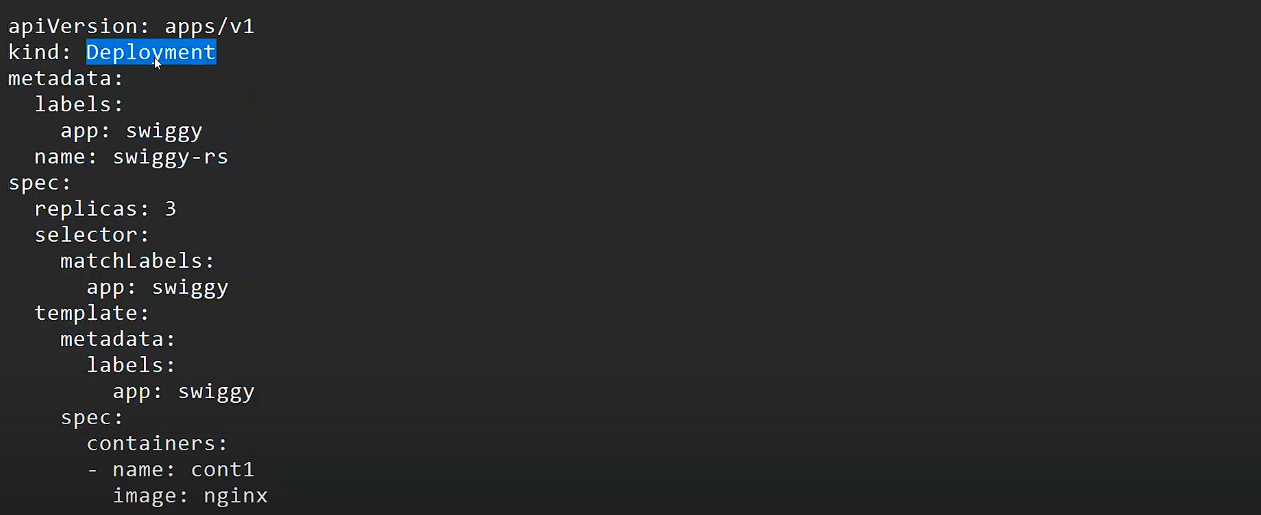 apiVersion: apps/v1
kind: Deployment
metadata:
  labels:
    app: swiggy
  name: swiggy-rs
spec:
  replicas: 3
  selector:
    matchLabels:
      app: swiggy
  template:
    metadata:
      labels:
        app: swiggy
    spec:
      containers:
      - name: cont1
        image: nginx